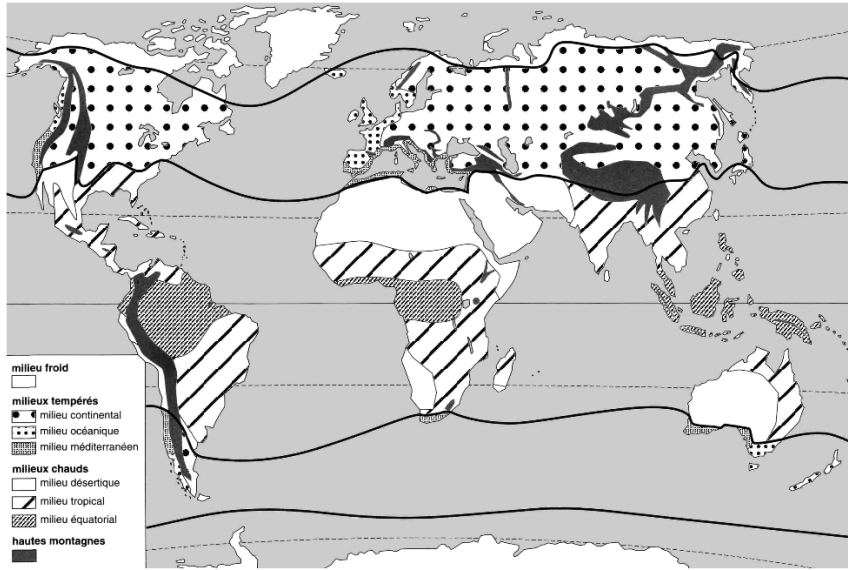 milieu froid
milieux tempérés
milieu continental
milieu océanique
milieu méditerranéen
milieux chauds
milieu désertique
milieu tropical
milieu équatorial
hautes montagnes